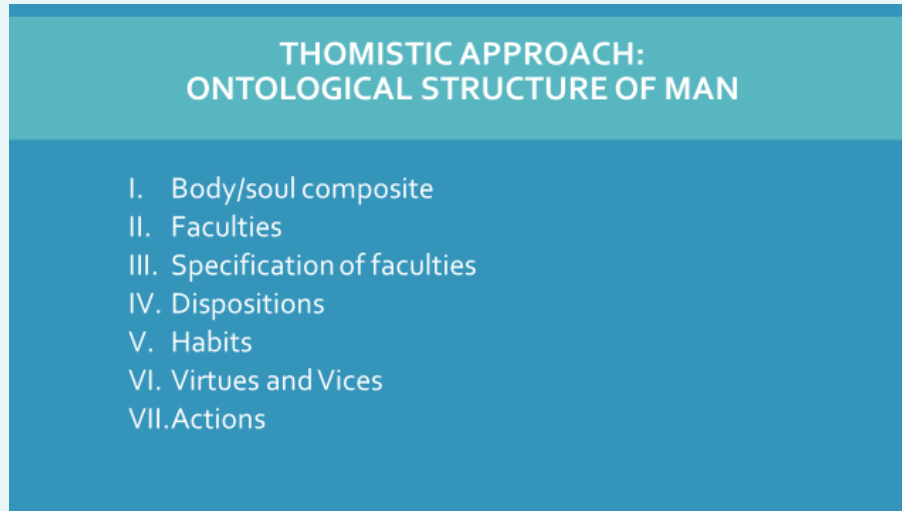 THOMISTIC APPROACH:
ONTOLOGICAL STRUCTURE OF MAN
I. Body/soul composite
II. Faculties
III. Specification of faculties
IV. Dispositions
V. Habits
VI. Virtues and Vices
VII.Actions